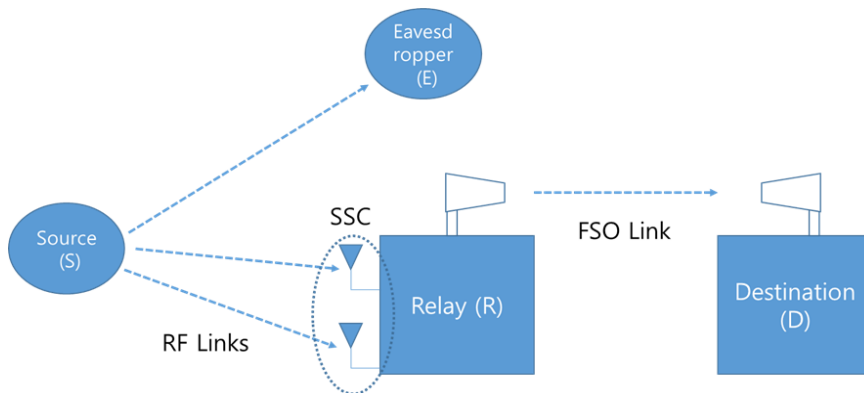 Eavesd
ropper
(E)
SSC
Source
(S)
FSO Link
Relay (R)
Destination
(D)
RF Links